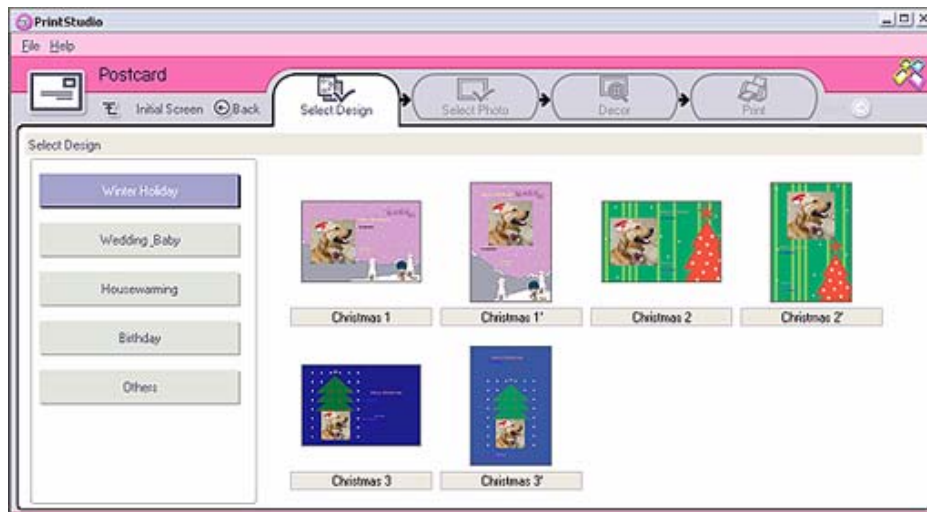 PrintStudio
File Help
Postcard
Initial Screen Back
Select Design
Select Photo
Decor
Print
Select Design
Winter Holiday
Wedding_Baby
Housewarming
Birthday
Others
Christmas 1
Christmas 1'
Christmas 2
Christmas 2'
Christmas 3
Christmas 3'